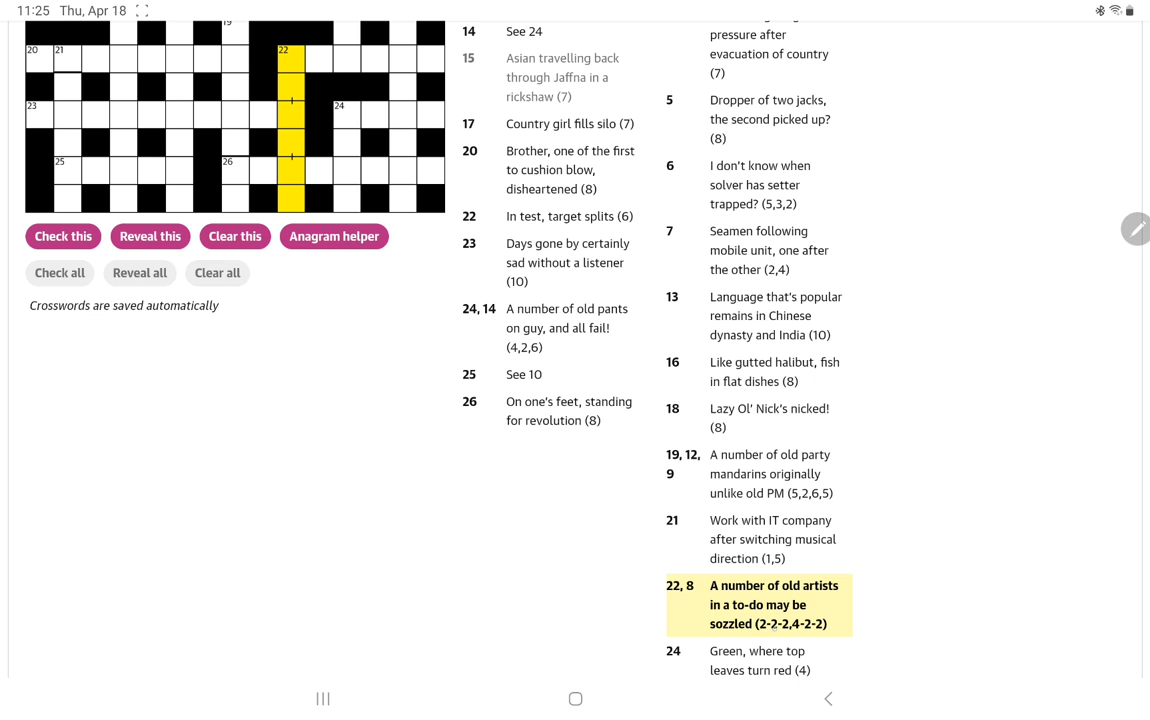 11:25 Thu, Apr 18
19
20 21 22
23 24
25 26
Check this Reveal this Clear this Anagram helper
Check all Reveal all Clear all
Crosswords are saved automatically
14 See 24
15 Asian travelling back
through Jaffna in a
rickshaw (7)
17 Country girl fills silo (7)
20 Brother, one of the first
to cushion blow,
disheartened (8)
22 In test, target splits (6)
23 Days gone by certainly
sad without a listener
(10)
24, 14 A number of old pants
on guy, and all fail!
(4,2,6)
25 See 10
26 On one's feet, standing
for revolution (8)
pressure after
evacuation of country
(7)
5 Dropper of two jacks,
the second picked up?
(8)
6 I don't know when
solver has setter
trapped? (5,3,2)
7 Seamen following
mobile unit, one after
the other (2,4)
13 Language that's popular
remains in Chinese
dynasty and India (10)
16 Like gutted halibut, fish
in flat dishes (8)
18 Lazy Ol' Nick's nicked!
(8)
19, 12, A number of old party
9 mandarins originally
unlike old PM (5,2,6,5)
21 Work with IT company
after switching musical
direction (1,5)
22, 8 A number of old artists
in a to-do may be
sozzled (2-2-2,4-2-2)
24 Green, where top
leaves turn red (4)